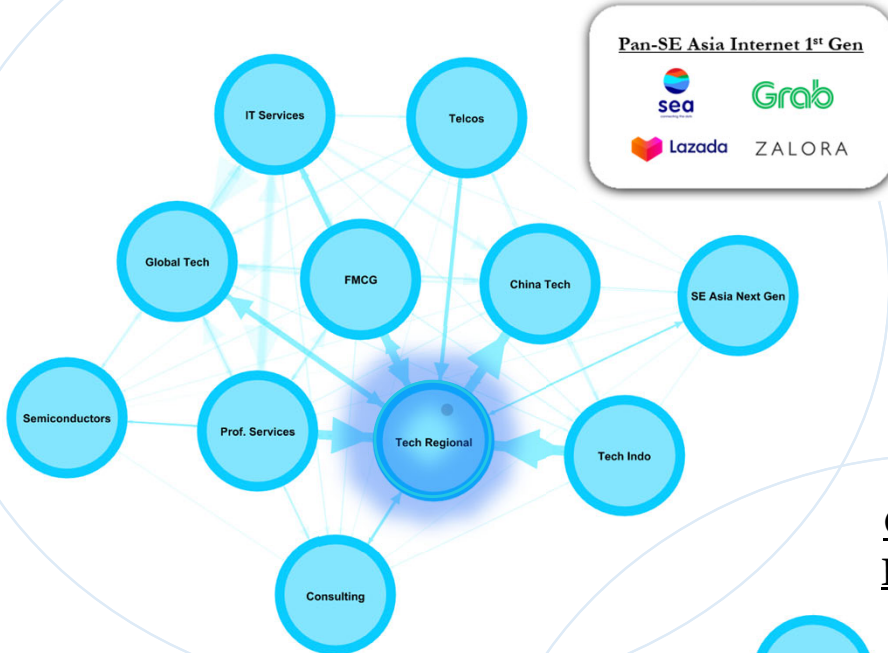 Pan-SE Asia Internet 1st Gen
sea
Grab
Lazada
ZALORA
IT Services
Telcos
Global Tech
FMCG
China Tech
SE Asia Next Gen
Semiconductors
Prof. Services
Tech Regional
Tech Indo
Consulting